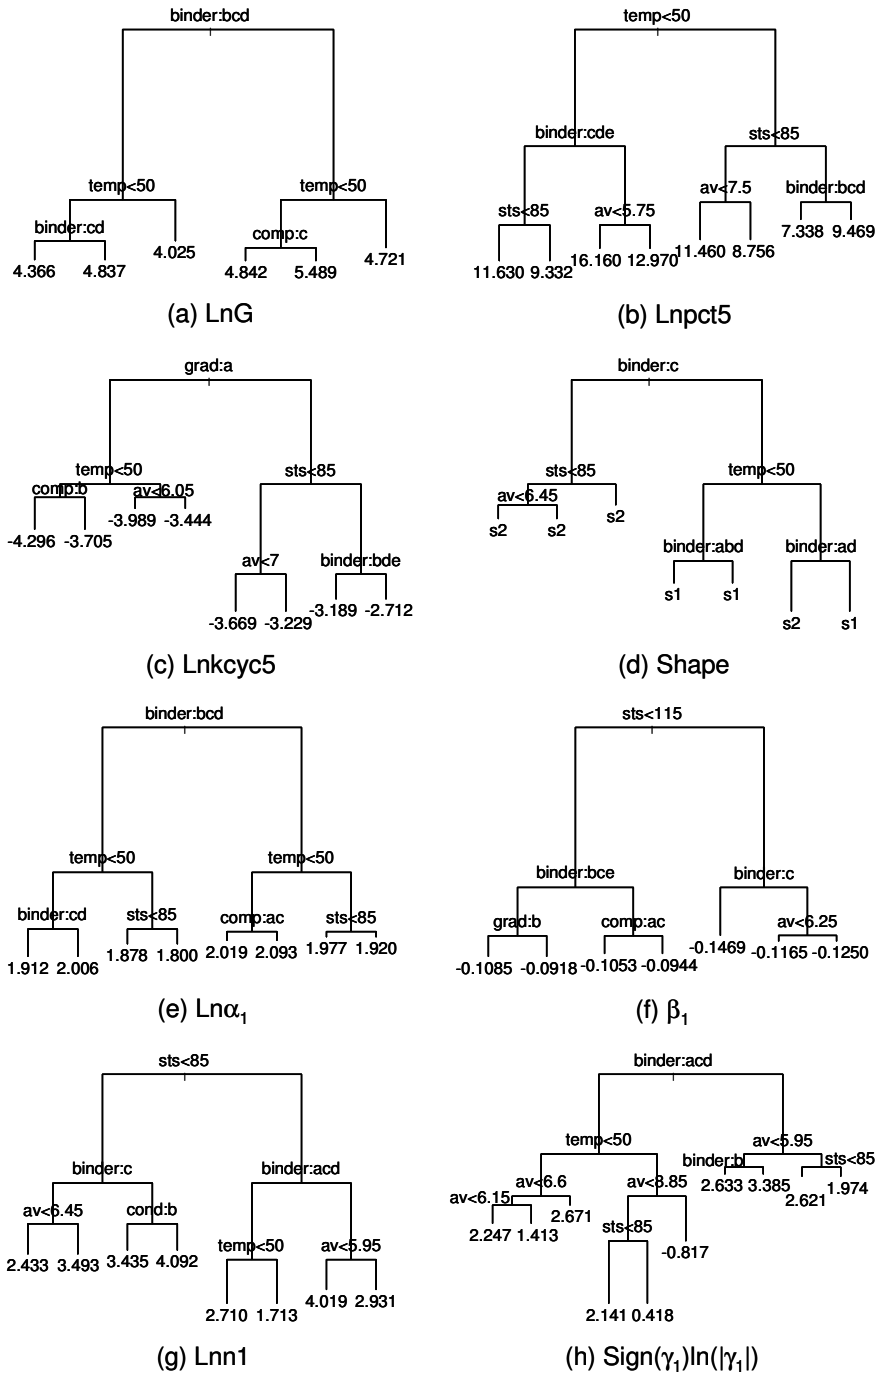 binder:bcd
temp<50
temp<50
binder:cd
comp:c
4.366 4.837 4.025 4.842 5.489 4.721
(a) LnG
temp<50
binder:cde
sts<85
sts<85
av<5.75
av<7.5
binder:bcd
11.630 9.332 16.160 12.970 11.460 8.756 7.338 9.469
(b) Lnpct5
grad:a
temp<50
sts<85
comp:b
av<6.05
-4.296 -3.705 -3.989 -3.444
av<7
binder:bde
-3.669 -3.229 -3.189 -2.712
(c) Lnkcyc5
binder:c
sts<85
temp<50
av<6.45
s2 s2 s2
binder:abd
binder:ad
s1 s1 s2 s1
(d) Shape
binder:bcd
temp<50
temp<50
binder:cd
sts<85
comp:ac
sts<85
1.912 2.006 1.878 1.800 2.019 2.093 1.977 1.920
(e) Lnα1
sts<115
binder:bce
binder:c
grad:b
comp:ac
av<6.25
-0.1085 -0.0918 -0.1053 -0.0944 -0.1469 -0.1165 -0.1250
(f) β1
sts<85
binder:c
binder:acd
av<6.45
cond:b
temp<50
av<5.95
2.433 3.493 3.435 4.092 2.710 1.713 4.019 2.931
(g) Lnn1
binder:acd
temp<50
av<5.95
av<6.6
av<8.85
binder:b
sts<85
av<6.15
2.247 1.413 2.671
sts<85
-0.817
2.633 3.385 2.621 1.974
2.141 0.418
(h) Sign(γ1)ln(|γ1|)